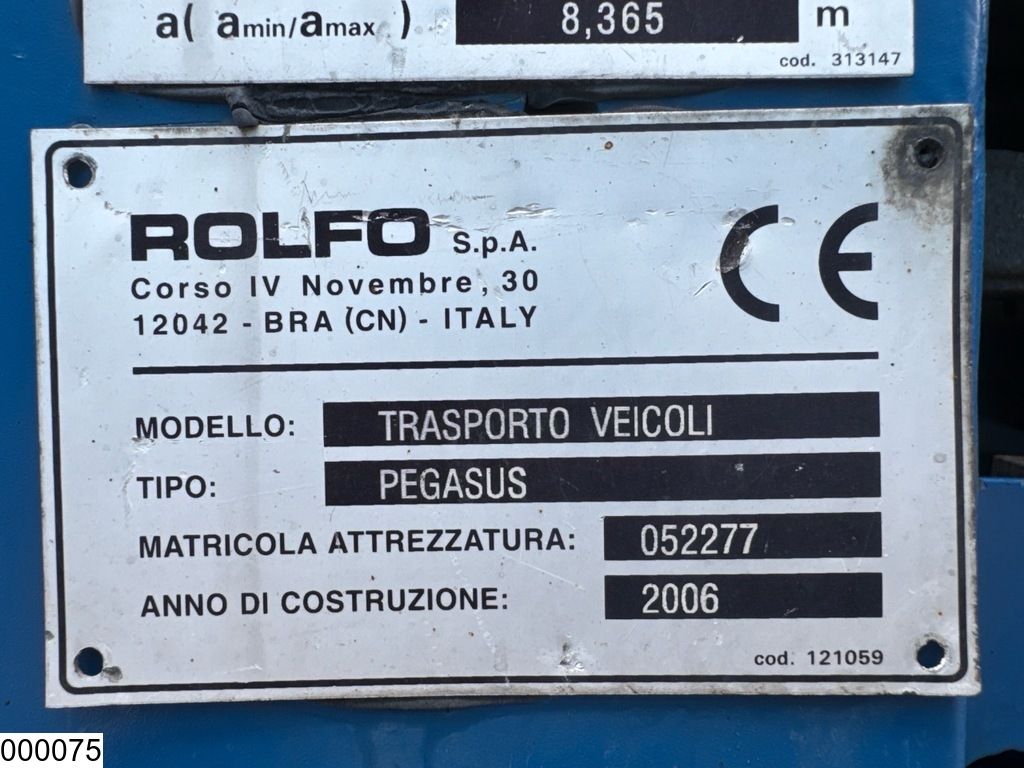 a( amin/amax ) 8,365 m
cod. 313147
ROLFO S.p.A. CE
Corso IV Novembre, 30
12042 - BRA (CN) - ITALY
MODELLO: TRASPORTO VEICOLI
TIPO: PEGASUS
MATRICOLA ATTREZZATURA: 052277
ANNO DI COSTRUZIONE: 2006
cod. 121059
000075